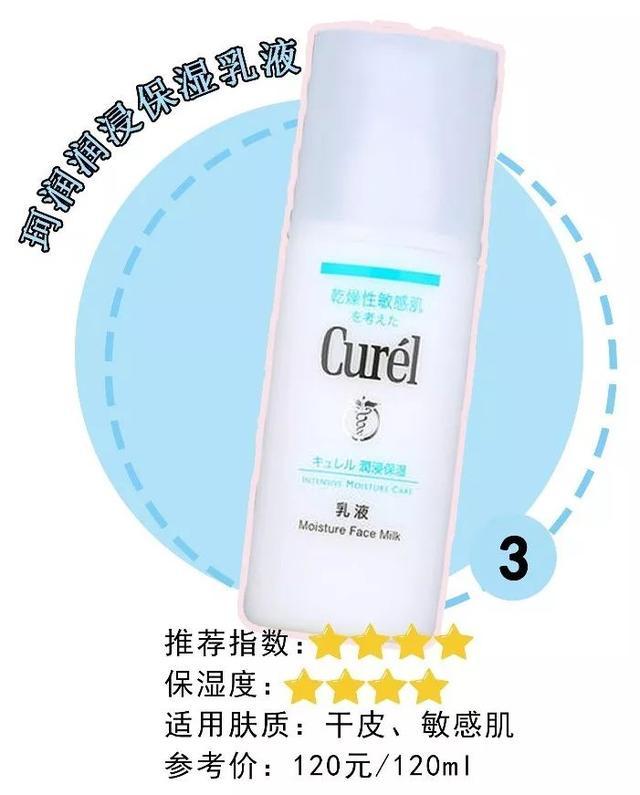 珂润润浸保湿乳液
乾燥性敏感肌
を考えた
Curél
キュレル 潤浸保湿
INTENSIVE MOISTURE CARE
乳液
Moisture Face Milk
3
推荐指数:
保湿度:
适用肤质: 干皮、敏感肌
参考价: 120元/120ml